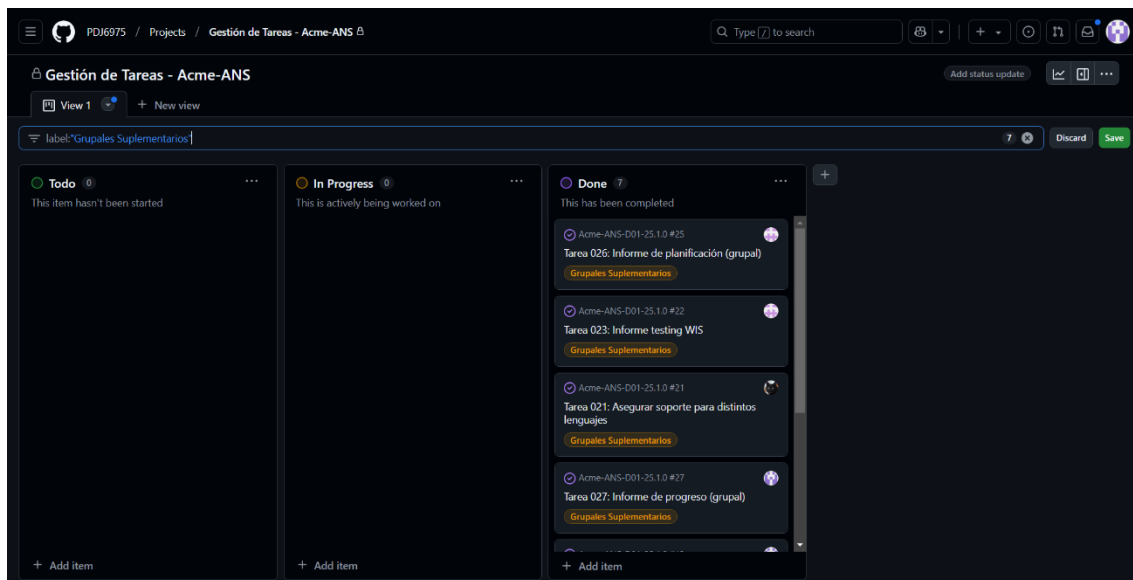 PDJ6975 / Projects / Gestión de Tareas - Acme-ANS
Type / to search
Gestión de Tareas - Acme-ANS
Add status update
View 1
+ New view
label:"Grupales Suplementarios"
7
Discard
Save
Todo 0
This item hasn't been started
+ Add item
In Progress 0
This is actively being worked on
+ Add item
Done 7
This has been completed
Acme-ANS-D01-25.1.0 #25
Tarea 026: Informe de planificación (grupal)
Grupales Suplementarios
Acme-ANS-D01-25.1.0 #22
Tarea 023: Informe testing WIS
Grupales Suplementarios
Acme-ANS-D01-25.1.0 #21
Tarea 021: Asegurar soporte para distintos
lenguajes
Grupales Suplementarios
Acme-ANS-D01-25.1.0 #27
Tarea 027: Informe de progreso (grupal)
Grupales Suplementarios
+ Add item